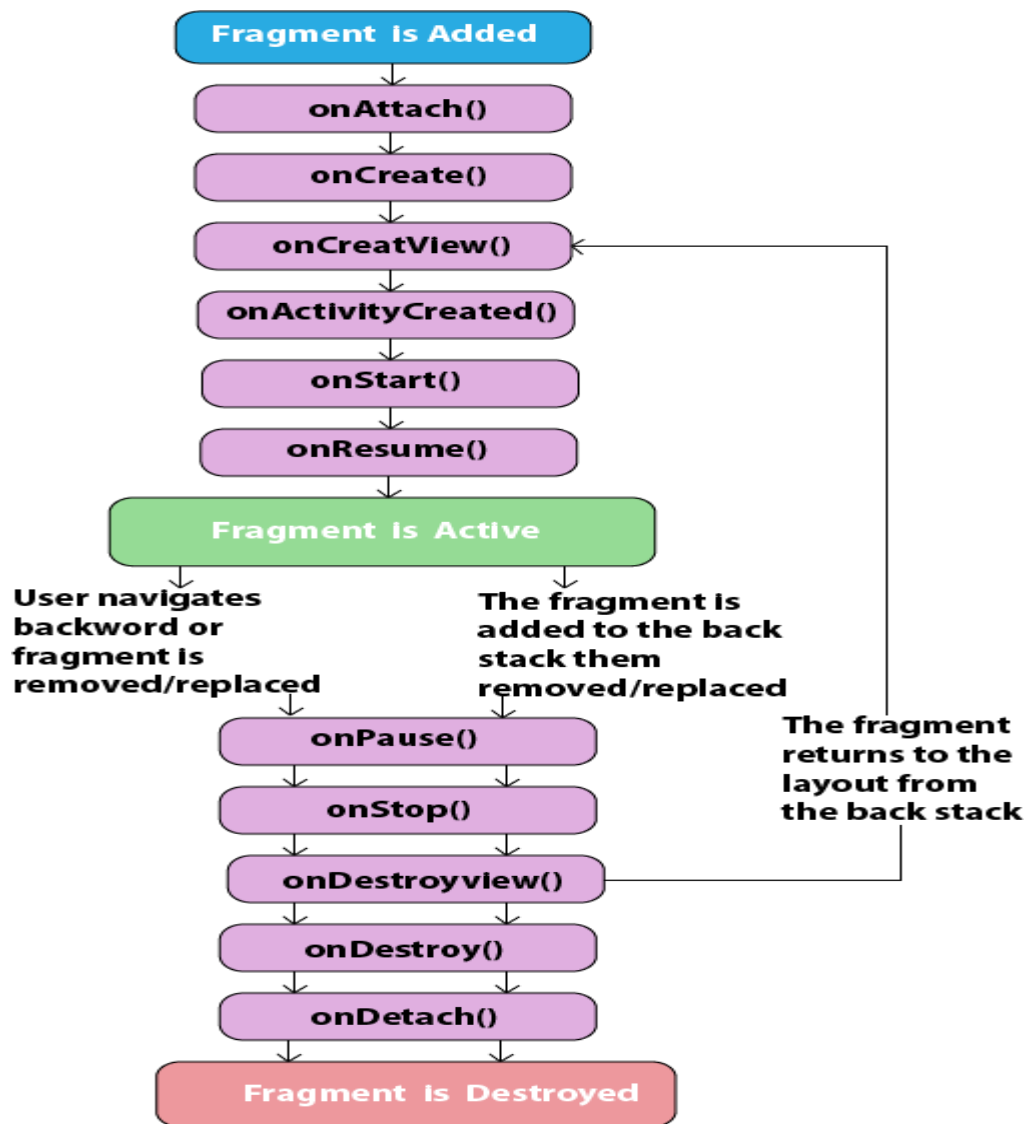 Fragment is Added
onAttach()
onCreate()
onCreatView()
onActivityCreated()
onStart()
onResume()
Fragment is Active
User navigates
backword or
fragment is
removed/replaced
The fragment is
added to the back
stack them
removed/replaced
The fragment
returns to the
layout from
the back stack
onPause()
onStop()
onDestroyview()
onDestroy()
onDetach()
Fragment is Destroyed